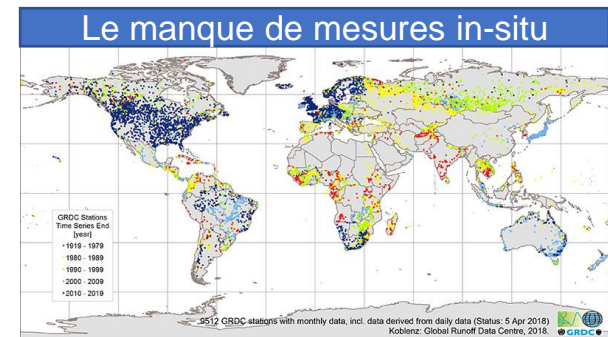 Le manque de mesures in-situ
GRDC Stations
Time Series End
[year]
• 1919 - 1979
• 1980 - 1989
• 1990 - 1999
• 2000 - 2009
• 2010 - 2019
9512 GRDC stations with monthly data, incl. data derived from daily data (Status: 5 Apr 2018)
Koblenz: Global Runoff Data Centre, 2018.
GRDC